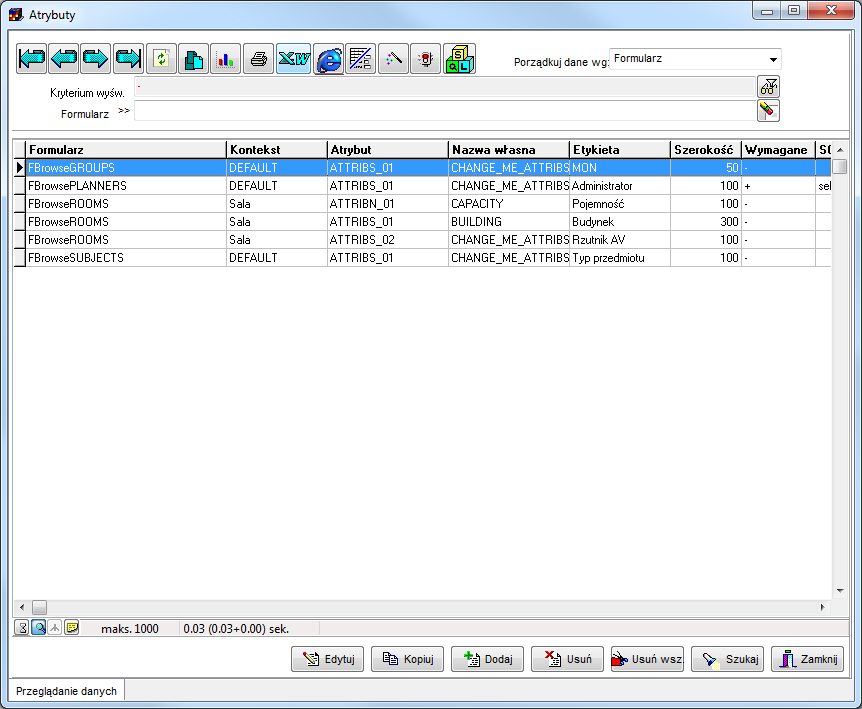 Atrybuty
XW
SQL
Porządkuj dane wg: Formularz
Kryterium wyśw. -
Formularz >>
Formularz Kontekst Atrybut Nazwa własna Etykieta Szerokość Wymagane
FBrowseGROUPS DEFAULT ATTRIBS_01 CHANGE_ME_ATTRIBS MON 50 -
FBrowsePLANNERS DEFAULT ATTRIBS_01 CHANGE_ME_ATTRIBS Administrator 100 + sel
FBrowseROOMS Sala ATTRIBN_01 CAPACITY Pojemność 100 -
FBrowseROOMS Sala ATTRIBS_01 BUILDING Budynek 300 -
FBrowseROOMS Sala ATTRIBS_02 CHANGE_ME_ATTRIBS Rzutnik AV 100 -
FBrowseSUBJECTS DEFAULT ATTRIBS_01 CHANGE_ME_ATTRIBS Typ przedmiotu 100 -
maks. 1000 0.03 (0.03+0.00) sek.
Edytuj Kopiuj Dodaj Usuń Usuń wsz. Szukaj Zamknij
Przeglądanie danych